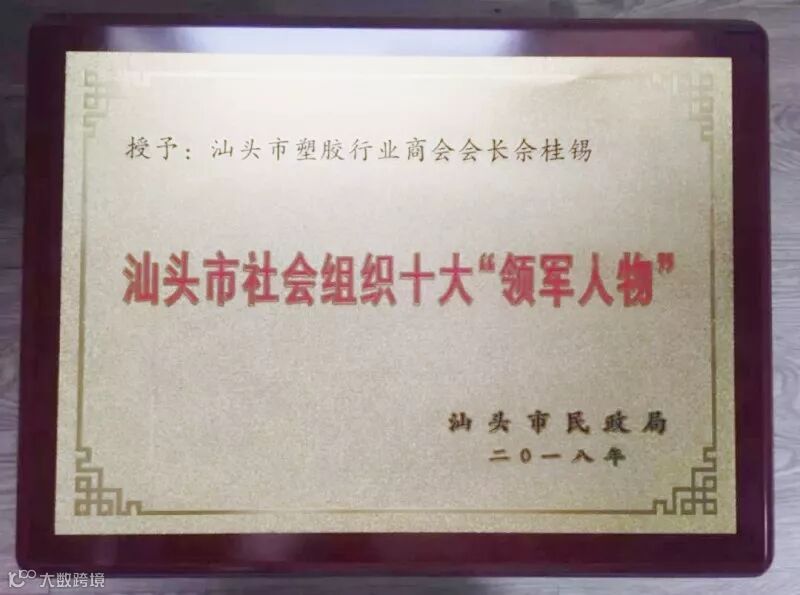 授予：汕头市塑胶行业商会会长余桂锡
汕头市社会组织十大“领军人物”
汕头市民政局
二〇一八年
大数跨境